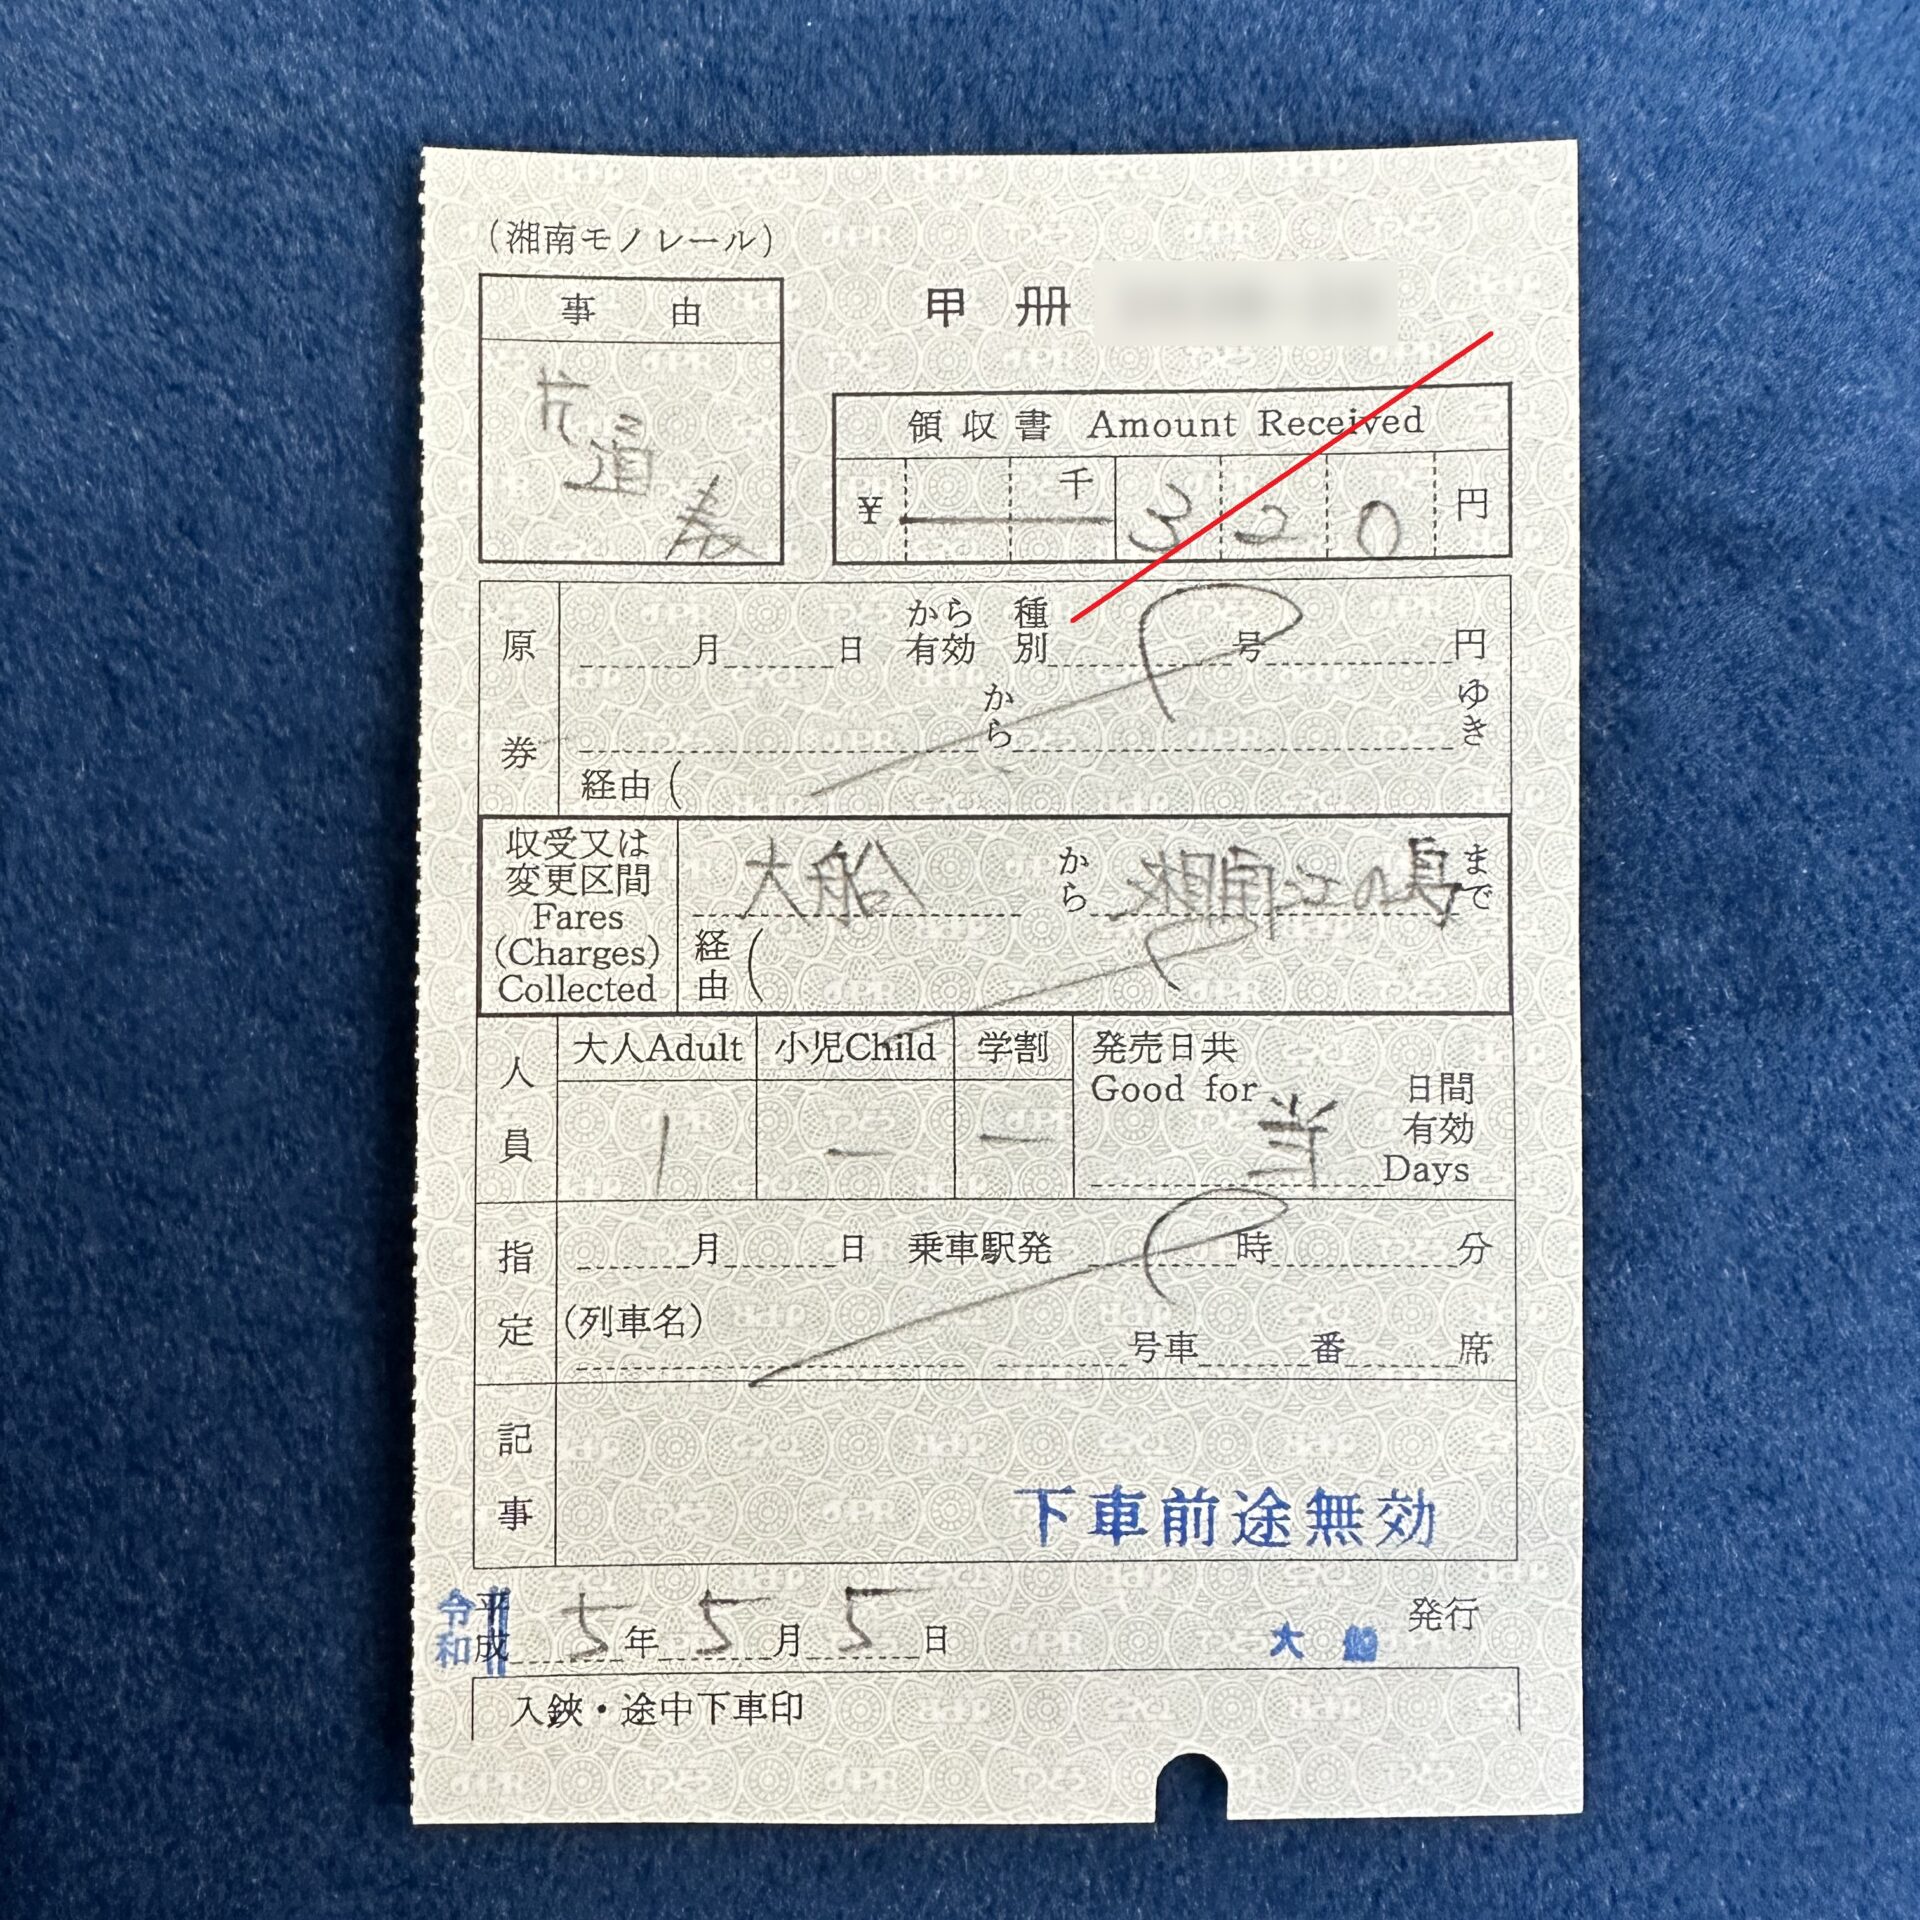 (湘南モノレール)
事由
片道券
甲冊
領収書 Amount Received
¥ 千 320 円
原券
月 日 から有効 種別 号 円
から ゆき
経由(
収受又は変更区間 Fares (Charges) Collected
大船 から 湘南江の島 まで
経由(
人員
大人Adult 小児Child 学割
1 ー ー
発売日共 Good for 当 日間有効 Days
指定
月 日 乗車駅発 時 分
(列車名)
号車 番 席
記事
下車前途無効
令和 平成 5年 5月 5日
大船 発行
入鋏・途中下車印